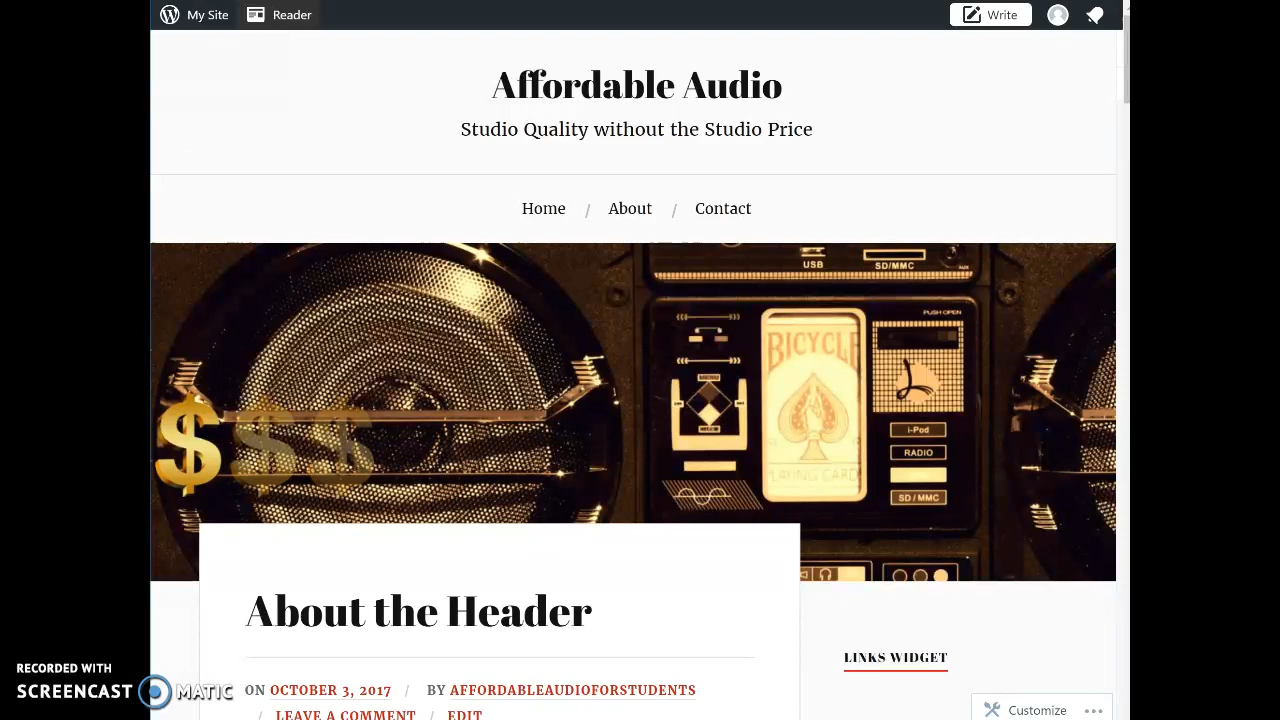 My Site
Reader
Write
Affordable Audio
Studio Quality without the Studio Price
Home / About / Contact
USB
SD/MMC
AUX
PUSH OPEN
BICYCLE
PLAYING CARD
i-Pod
RADIO
SD / MMC
$ $ $
About the Header
ON OCTOBER 3, 2017 / BY AFFORDABLEAUDIOFORSTUDENTS
/ LEAVE A COMMENT / EDIT
LINKS WIDGET
Customize
RECORDED WITH
SCREENCAST MATIC